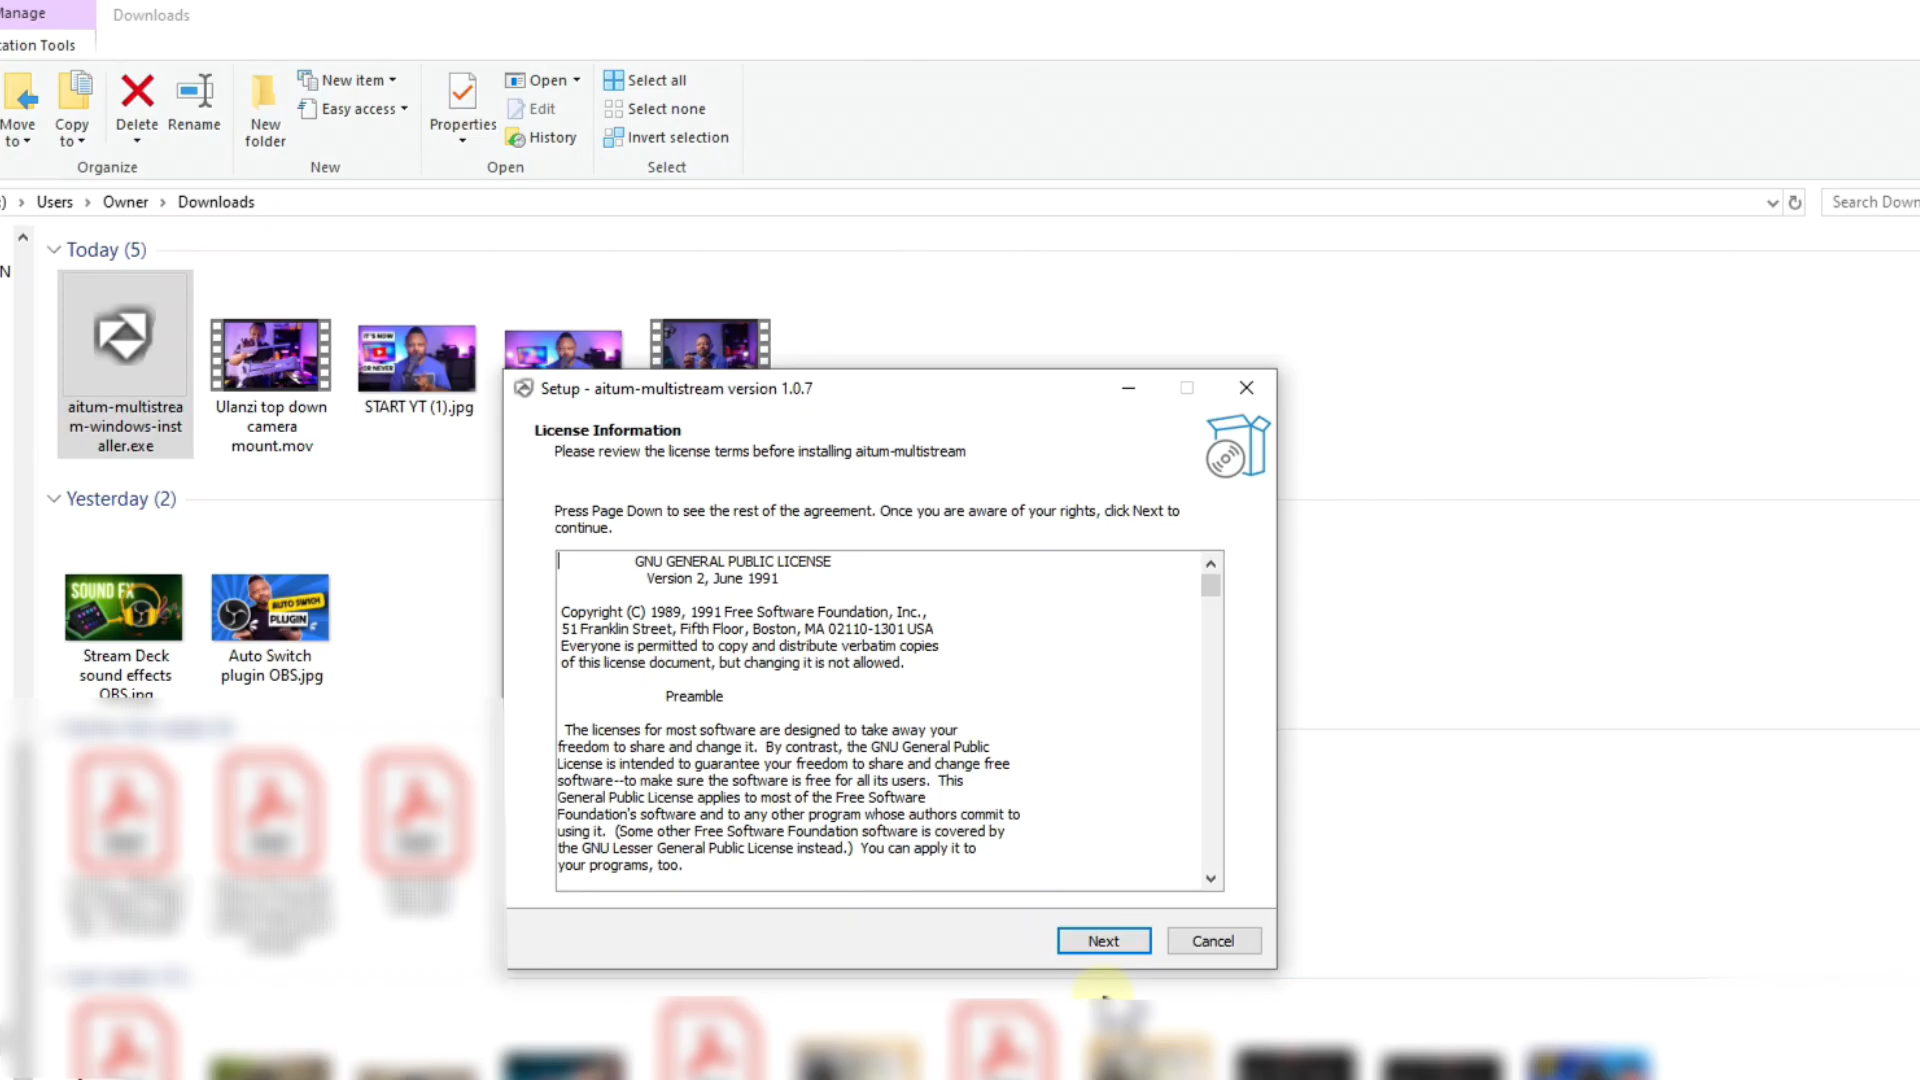 Manage
Downloads
cation Tools
Move to
Copy to
Delete
Rename
New folder
New item
Easy access
Properties
Open
Edit
History
Select all
Select none
Invert selection
Organize
New
Open
Select
:) › Users › Owner › Downloads
Search Down
N
Today (5)
aitum-multistrea
m-windows-inst
aller.exe
Ulanzi top down
camera
mount.mov
IT'S NOW
OR NEVER
START YT (1).jpg
Yesterday (2)
SOUND FX
Stream Deck
sound effects
OBS.jpg
AUTO SWICH
PLUGIN
Auto Switch
plugin OBS.jpg
Setup - aitum-multistream version 1.0.7
License Information
Please review the license terms before installing aitum-multistream
Press Page Down to see the rest of the agreement. Once you are aware of your rights, click Next to
continue.
GNU GENERAL PUBLIC LICENSE
Version 2, June 1991
Copyright (C) 1989, 1991 Free Software Foundation, Inc.,
51 Franklin Street, Fifth Floor, Boston, MA 02110-1301 USA
Everyone is permitted to copy and distribute verbatim copies
of this license document, but changing it is not allowed.
Preamble
The licenses for most software are designed to take away your
freedom to share and change it. By contrast, the GNU General Public
License is intended to guarantee your freedom to share and change free
software--to make sure the software is free for all its users. This
General Public License applies to most of the Free Software
Foundation's software and to any other program whose authors commit to
using it. (Some other Free Software Foundation software is covered by
the GNU Lesser General Public License instead.) You can apply it to
your programs, too.
Next
Cancel